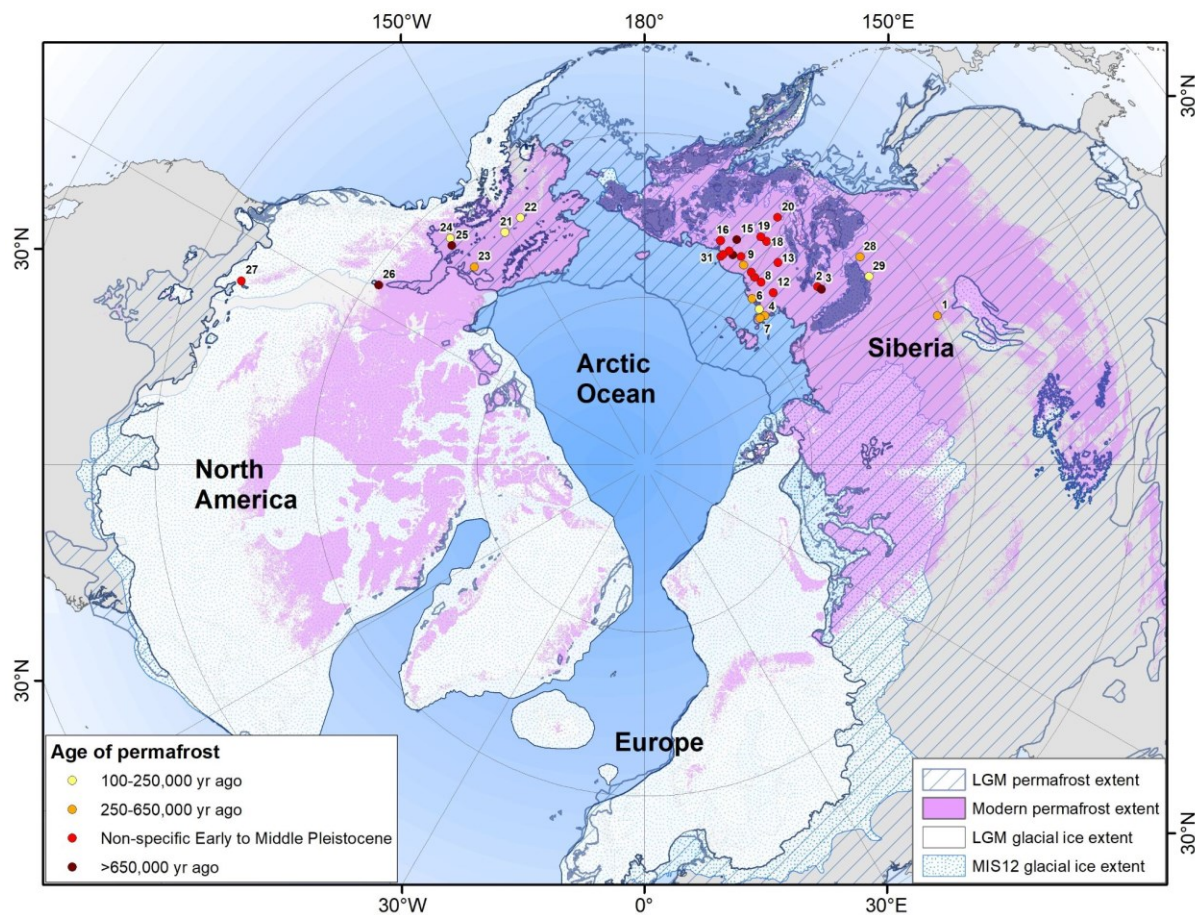 150°W 180° 150°E
30°N
30°N
20
22
16 15 19
21
24
25
18
28
31 9
23
13
29
27
26
8
2 3
12
6 4
1
7
Siberia
Arctic
Ocean
North
America
30°N
Europe
Age of permafrost
100-250,000 yr ago
250-650,000 yr ago
Non-specific Early to Middle Pleistocene
>650,000 yr ago
LGM permafrost extent
Modern permafrost extent
LGM glacial ice extent
MIS12 glacial ice extent
30°N
30°W 0° 30°E